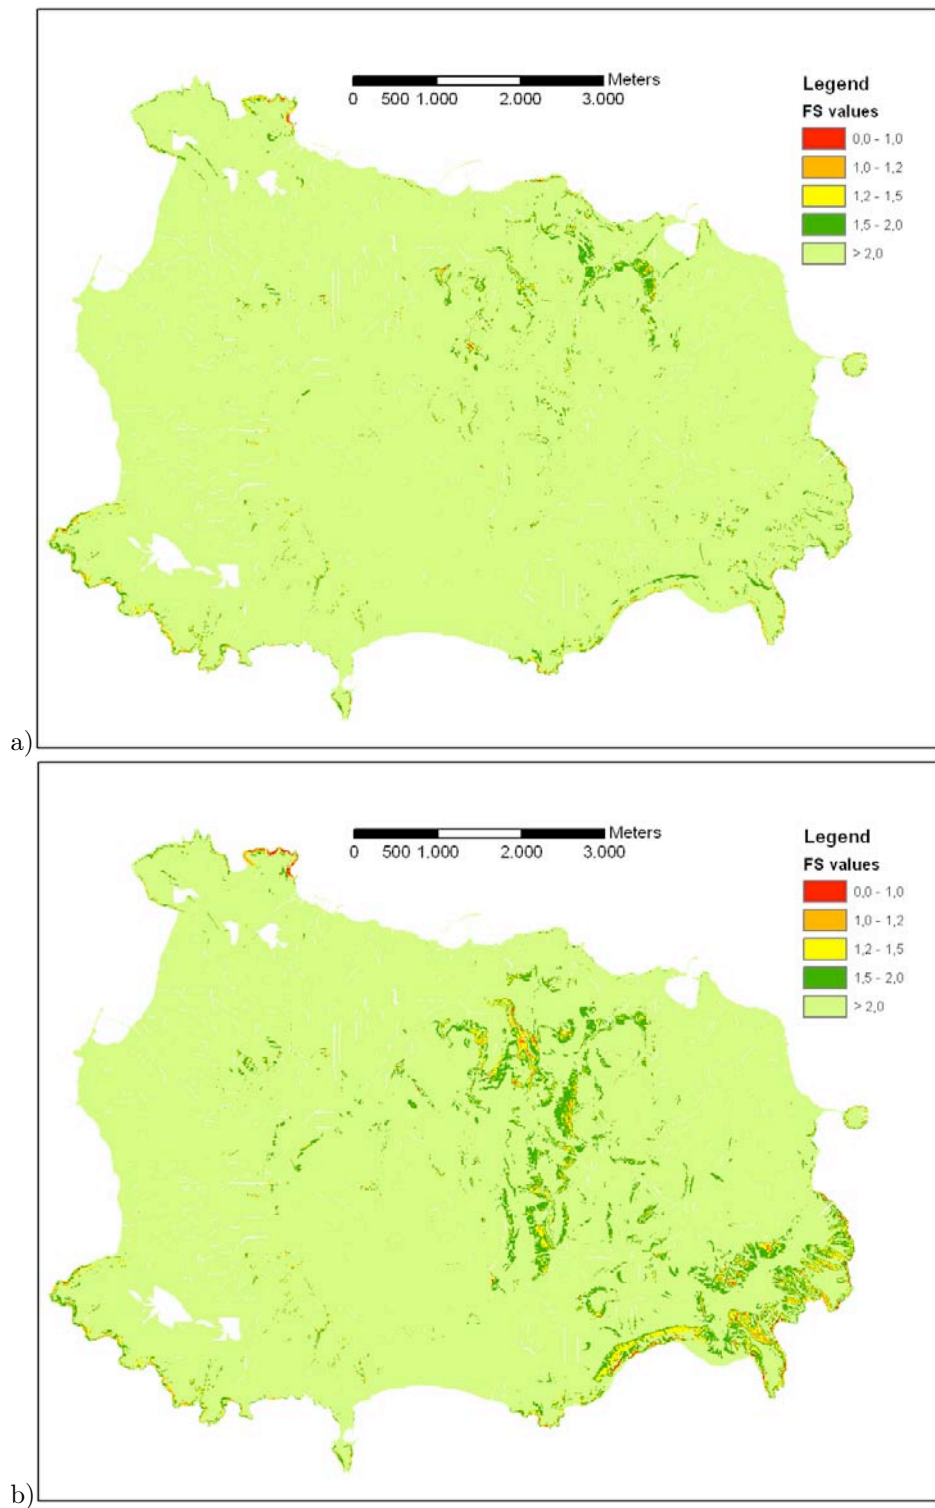 Meters
0 500 1.000 2.000 3.000
Legend
FS values
0,0 - 1,0
1,0 - 1,2
1,2 - 1,5
1,5 - 2,0
> 2,0
a)
Meters
0 500 1.000 2.000 3.000
Legend
FS values
0,0 - 1,0
1,0 - 1,2
1,2 - 1,5
1,5 - 2,0
> 2,0
b)